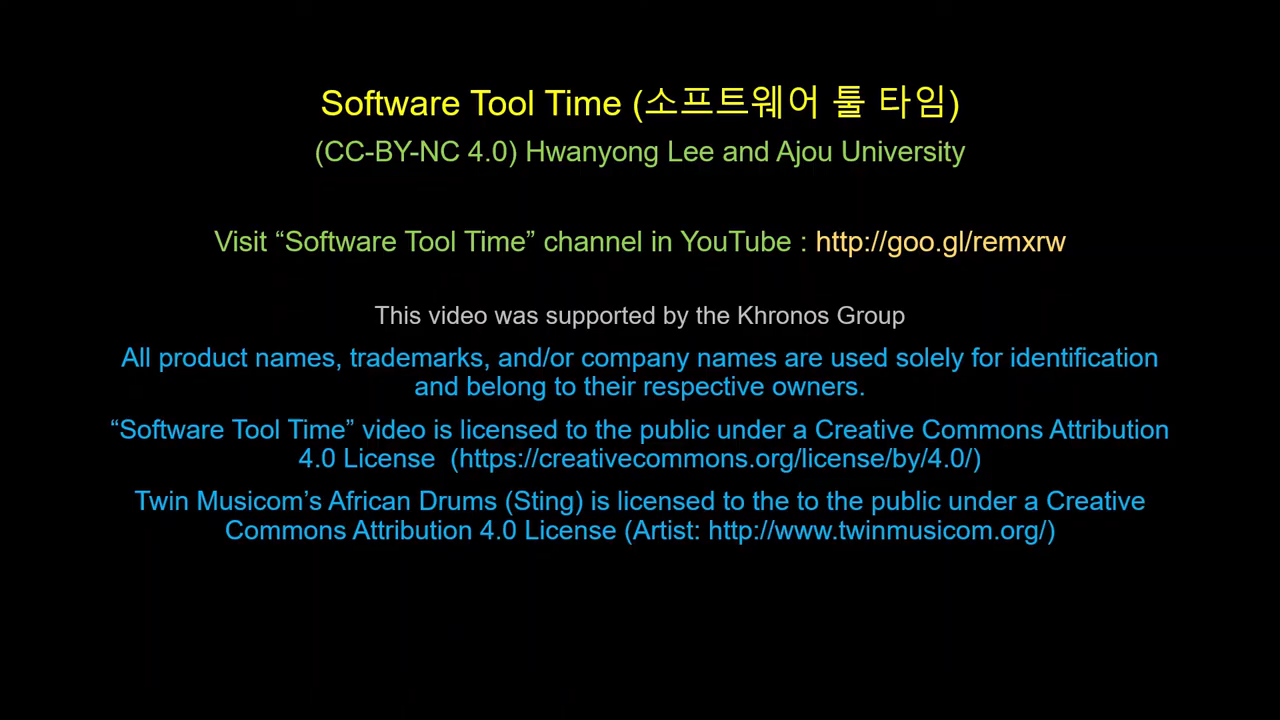 Software Tool Time (소프트웨어 툴 타임)
(CC-BY-NC 4.0) Hwanyong Lee and Ajou University
Visit “Software Tool Time” channel in YouTube : http://goo.gl/remxrw
This video was supported by the Khronos Group
All product names, trademarks, and/or company names are used solely for identification
and belong to their respective owners.
“Software Tool Time” video is licensed to the public under a Creative Commons Attribution
4.0 License (https://creativecommons.org/license/by/4.0/)
Twin Musicom’s African Drums (Sting) is licensed to the to the public under a Creative
Commons Attribution 4.0 License (Artist: http://www.twinmusicom.org/)